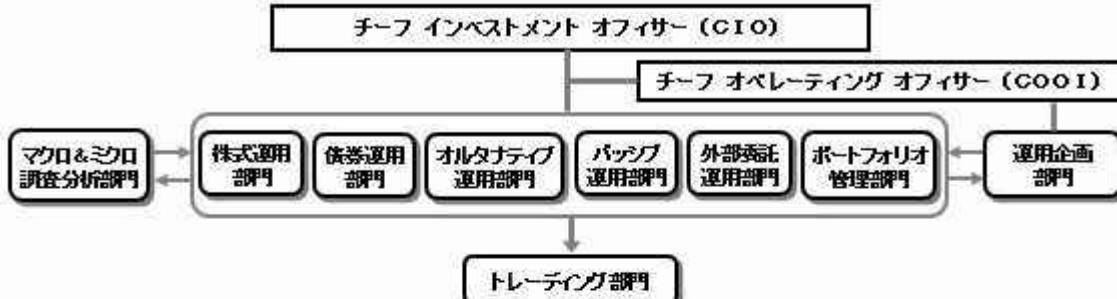 チーフ インベストメント オフィサー（CIO）
チーフ オペレーティング オフィサー（COOI）
マクロ＆ミクロ
調査分析部門
株式運用
部門
債券運用
部門
オルタナティブ
運用部門
パッシブ
運用部門
外部委託
運用部門
ポートフォリオ
管理部門
運用企画
部門
トレーディング部門